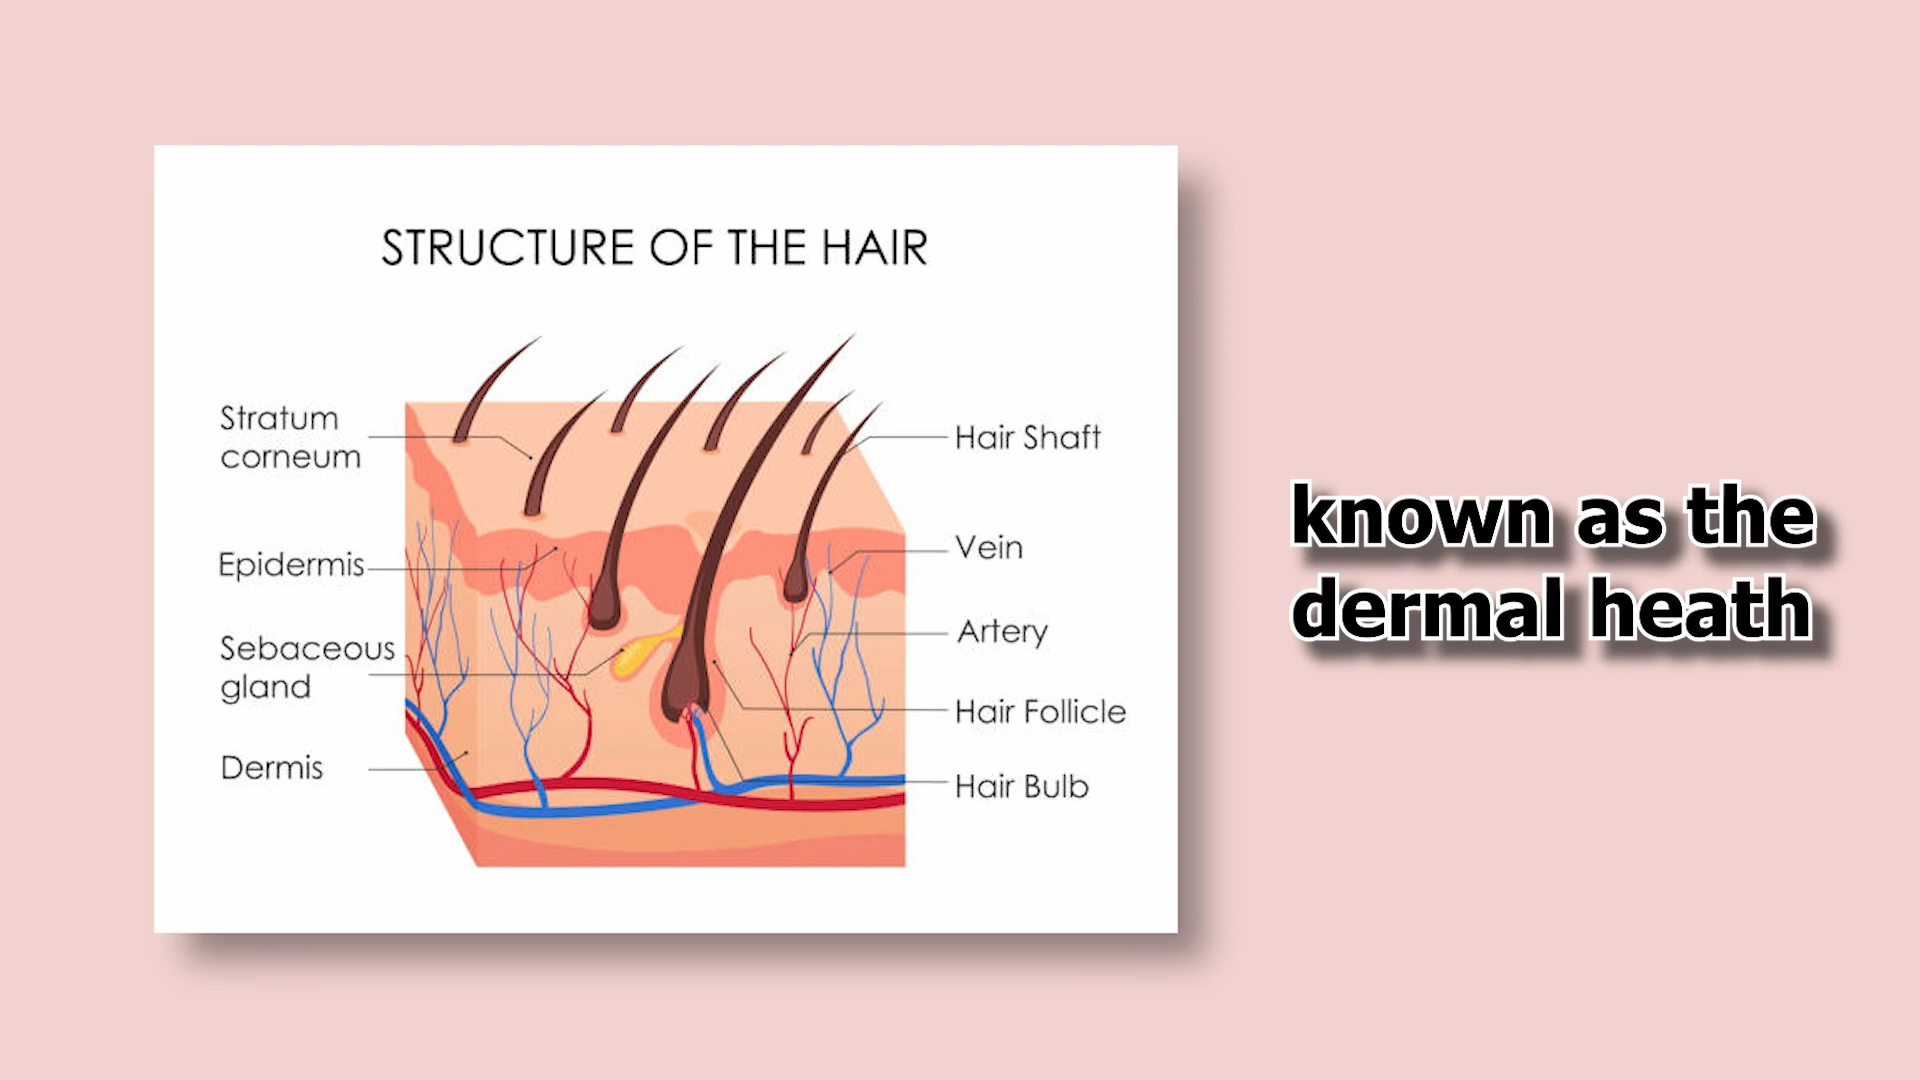 STRUCTURE OF THE HAIR
Stratum
corneum
Epidermis
Sebaceous
gland
Dermis
Hair Shaft
Vein
Artery
Hair Follicle
Hair Bulb
known as the
dermal heath